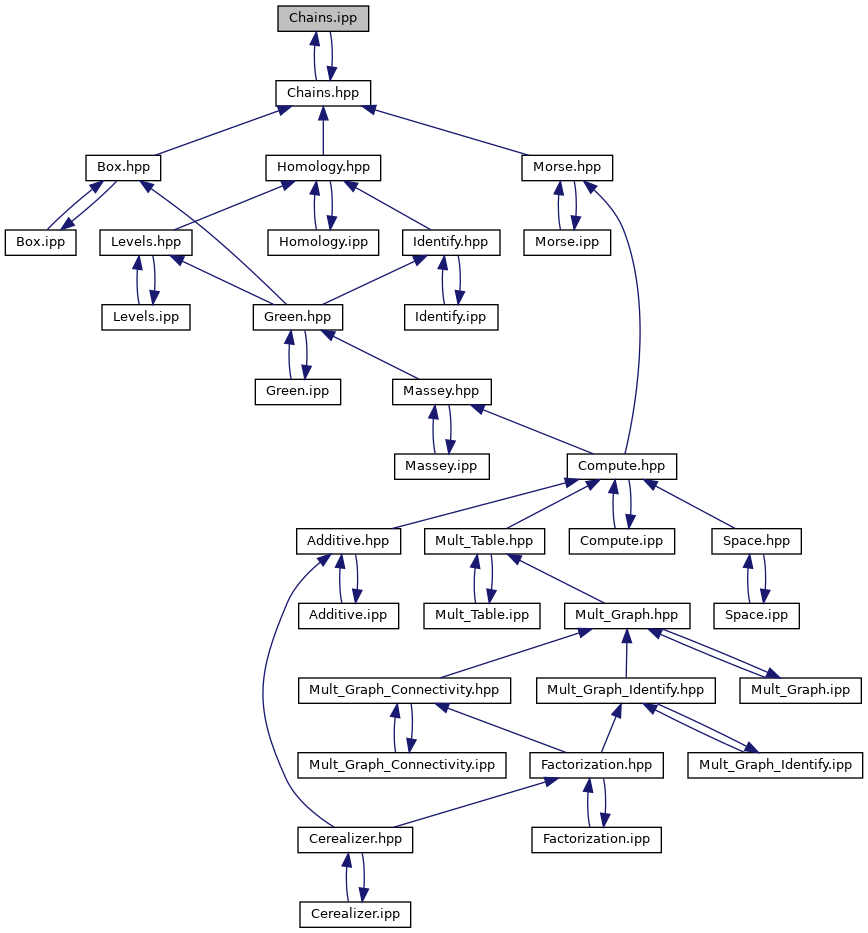 Chains.ipp
Chains.hpp
Box.hpp
Homology.hpp
Morse.hpp
Box.ipp
Levels.hpp
Homology.ipp
Identify.hpp
Morse.ipp
Levels.ipp
Green.hpp
Identify.ipp
Green.ipp
Massey.hpp
Massey.ipp
Compute.hpp
Additive.hpp
Mult_Table.hpp
Compute.ipp
Space.hpp
Additive.ipp
Mult_Table.ipp
Mult_Graph.hpp
Space.ipp
Mult_Graph_Connectivity.hpp
Mult_Graph_Identify.hpp
Mult_Graph.ipp
Mult_Graph_Connectivity.ipp
Factorization.hpp
Mult_Graph_Identify.ipp
Cerealizer.hpp
Factorization.ipp
Cerealizer.ipp